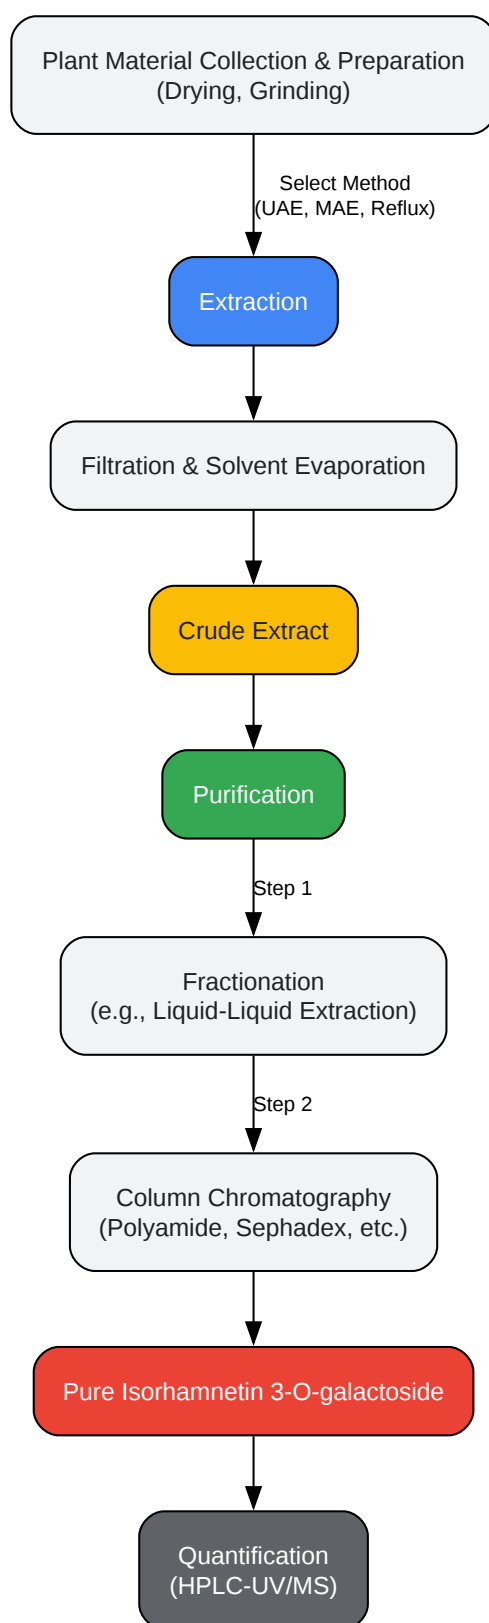 Plant Material Collection & Preparation
(Drying, Grinding)
Select Method
(UAE, MAE, Reflux)
Extraction
Filtration & Solvent Evaporation
Crude Extract
Purification
Step 1
Fractionation
(e.g., Liquid-Liquid Extraction)
Step 2
Column Chromatography
(Polyamide, Sephadex, etc.)
Pure Isorhamnetin 3-O-galactoside
Quantification
(HPLC-UV/MS)